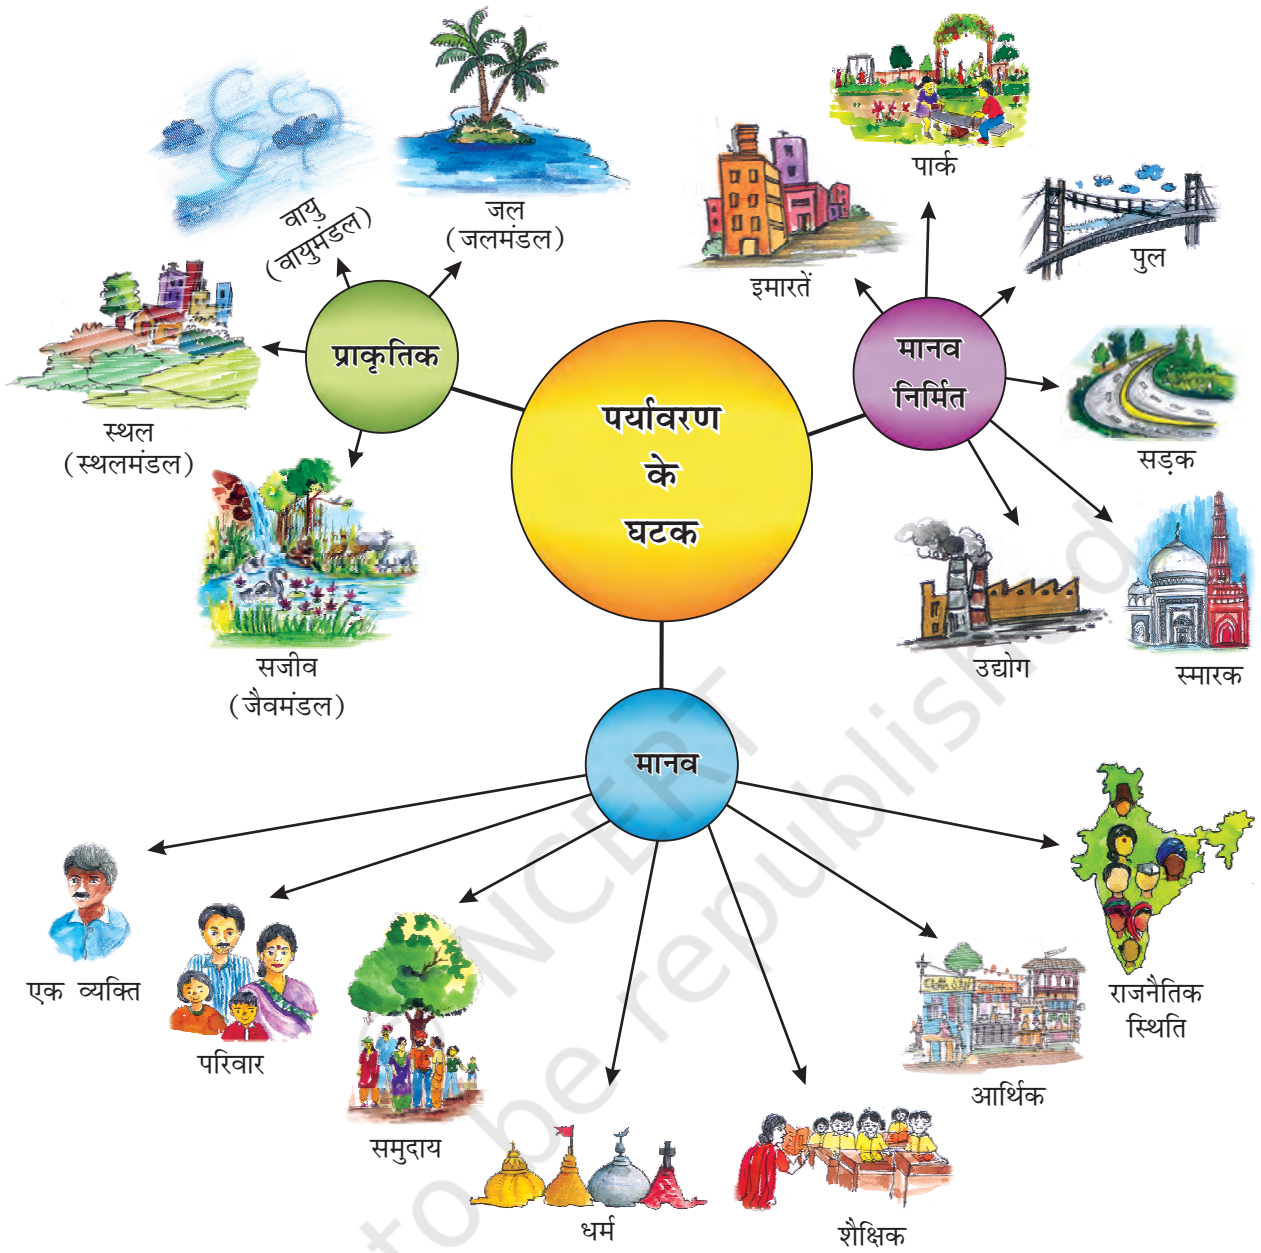 पर्यावरण
के
घटक
प्राकृतिक
वायु
(वायुमंडल)
जल
(जलमंडल)
स्थल
(स्थलमंडल)
सजीव
(जैवमंडल)
मानव
निर्मित
इमारतें
पार्क
पुल
सड़क
स्मारक
उद्योग
मानव
एक व्यक्ति
परिवार
समुदाय
धर्म
शैक्षिक
आर्थिक
राजनैतिक
स्थिति
NCERT
to be republished